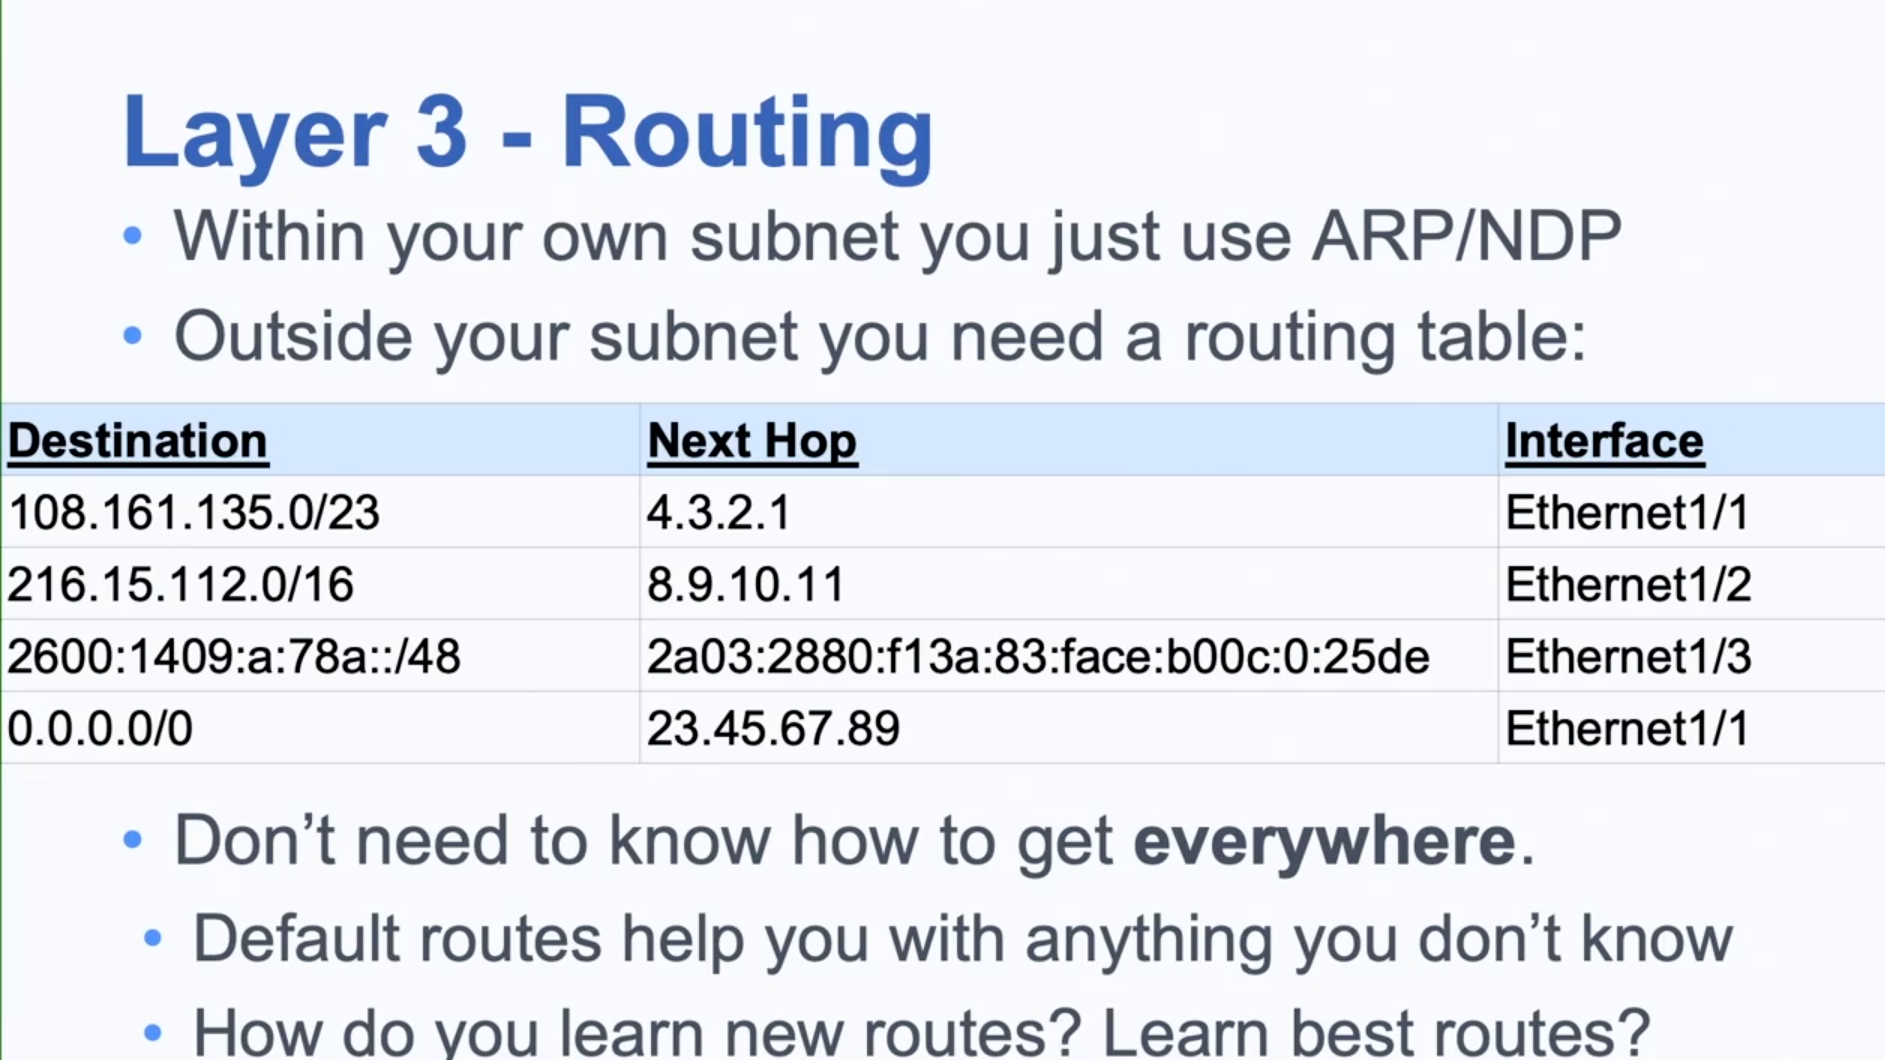 Layer 3 - Routing
• Within your own subnet you just use ARP/NDP
• Outside your subnet you need a routing table:
Destination Next Hop Interface
108.161.135.0/23 4.3.2.1 Ethernet1/1
216.15.112.0/16 8.9.10.11 Ethernet1/2
2600:1409:a:78a::/48 2a03:2880:f13a:83:face:b00c:0:25de Ethernet1/3
0.0.0.0/0 23.45.67.89 Ethernet1/1
• Don’t need to know how to get everywhere.
• Default routes help you with anything you don’t know
• How do you learn new routes? Learn best routes?